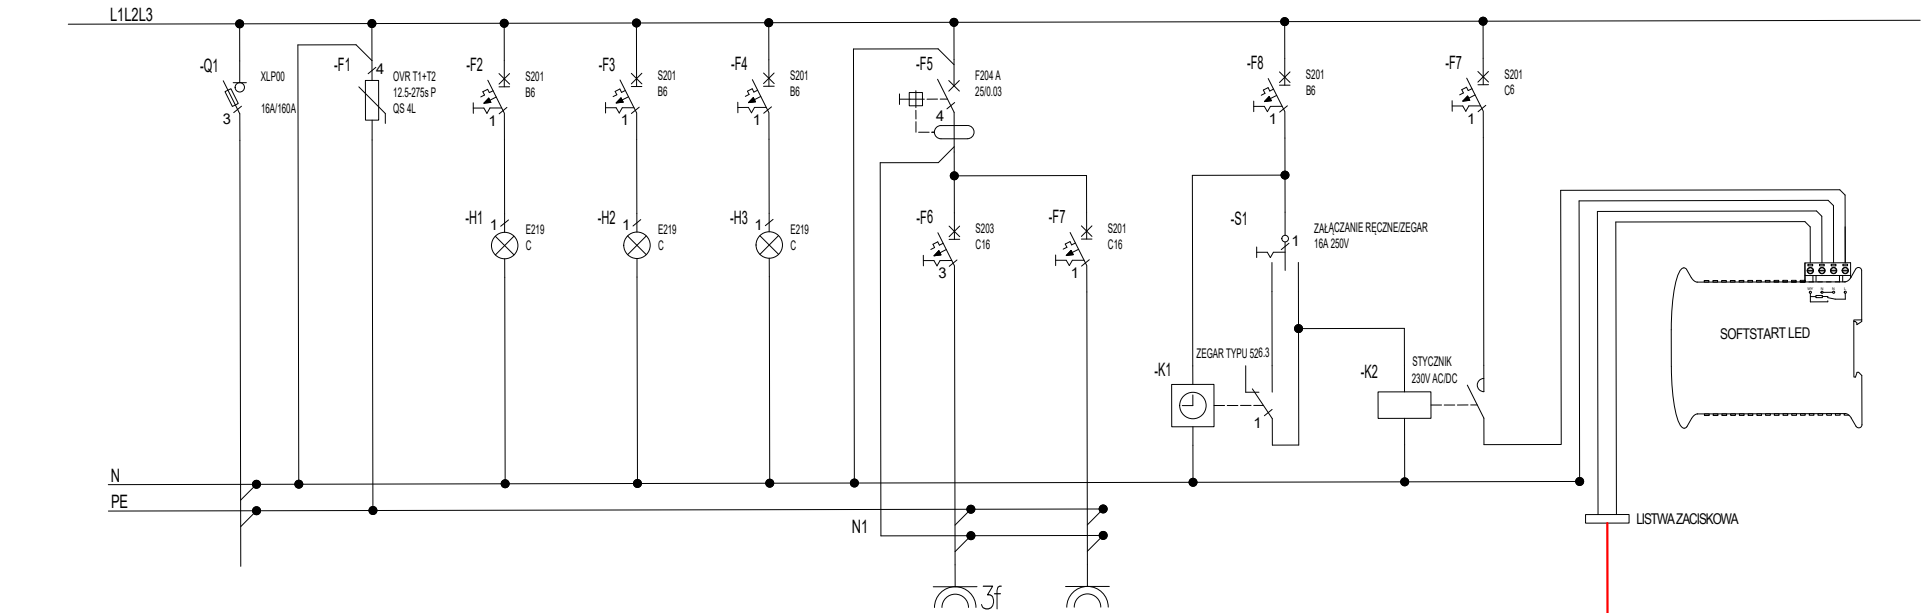 L1L2L3
-Q1
XLP00
16A/160A
3
-F1
4
OVR T1+T2
12.5-275s P
QS 4L
-F2
S201
B6
1
-F3
S201
B6
1
-F4
S201
B6
1
-F5
F204 A
25/0.03
4
-F8
S201
B6
1
-F7
S201
C6
1
-H1
1
E219
C
-H2
1
E219
C
-H3
1
E219
C
-F6
S203
C16
3
-F7
S201
C16
1
-S1
1
ZAŁĄCZANIE RĘCZNE/ZEGAR
16A 250V
SOFTSTART LED
ZEGAR TYPU 526.3
-K1
1
-K2
STYCZNIK
230V AC/DC
N
PE
N1
LISTWA ZACISKOWA
3f